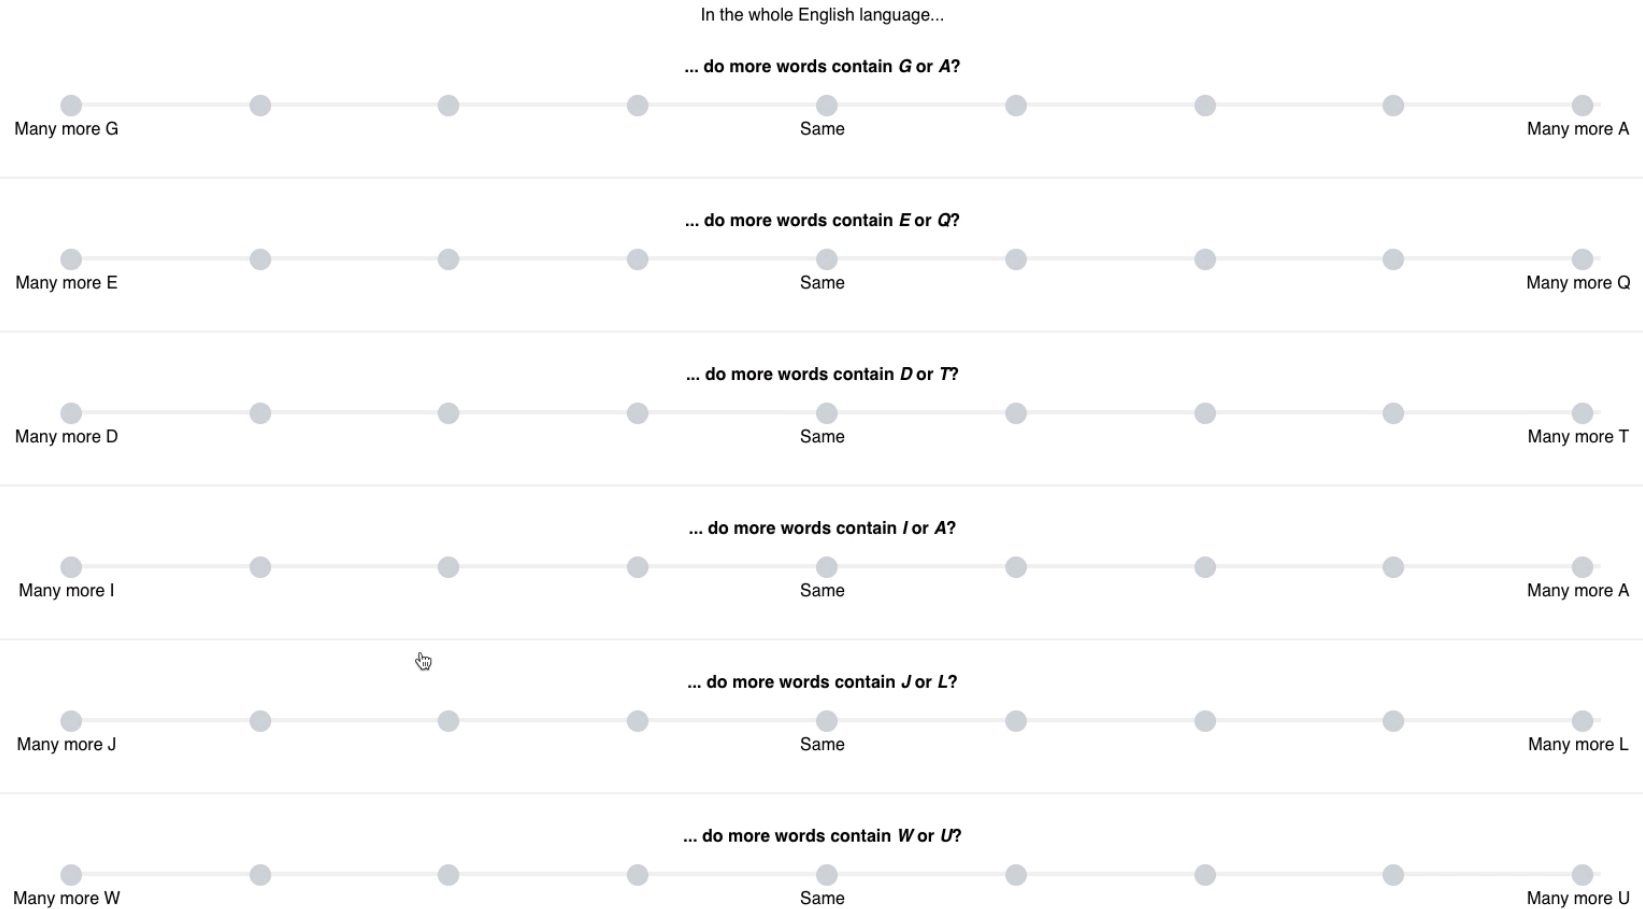 In the whole English language...
... do more words contain G or A?
Many more G Same Many more A
... do more words contain E or Q?
Many more E Same Many more Q
... do more words contain D or T?
Many more D Same Many more T
... do more words contain I or A?
Many more I Same Many more A
... do more words contain J or L?
Many more J Same Many more L
... do more words contain W or U?
Many more W Same Many more U